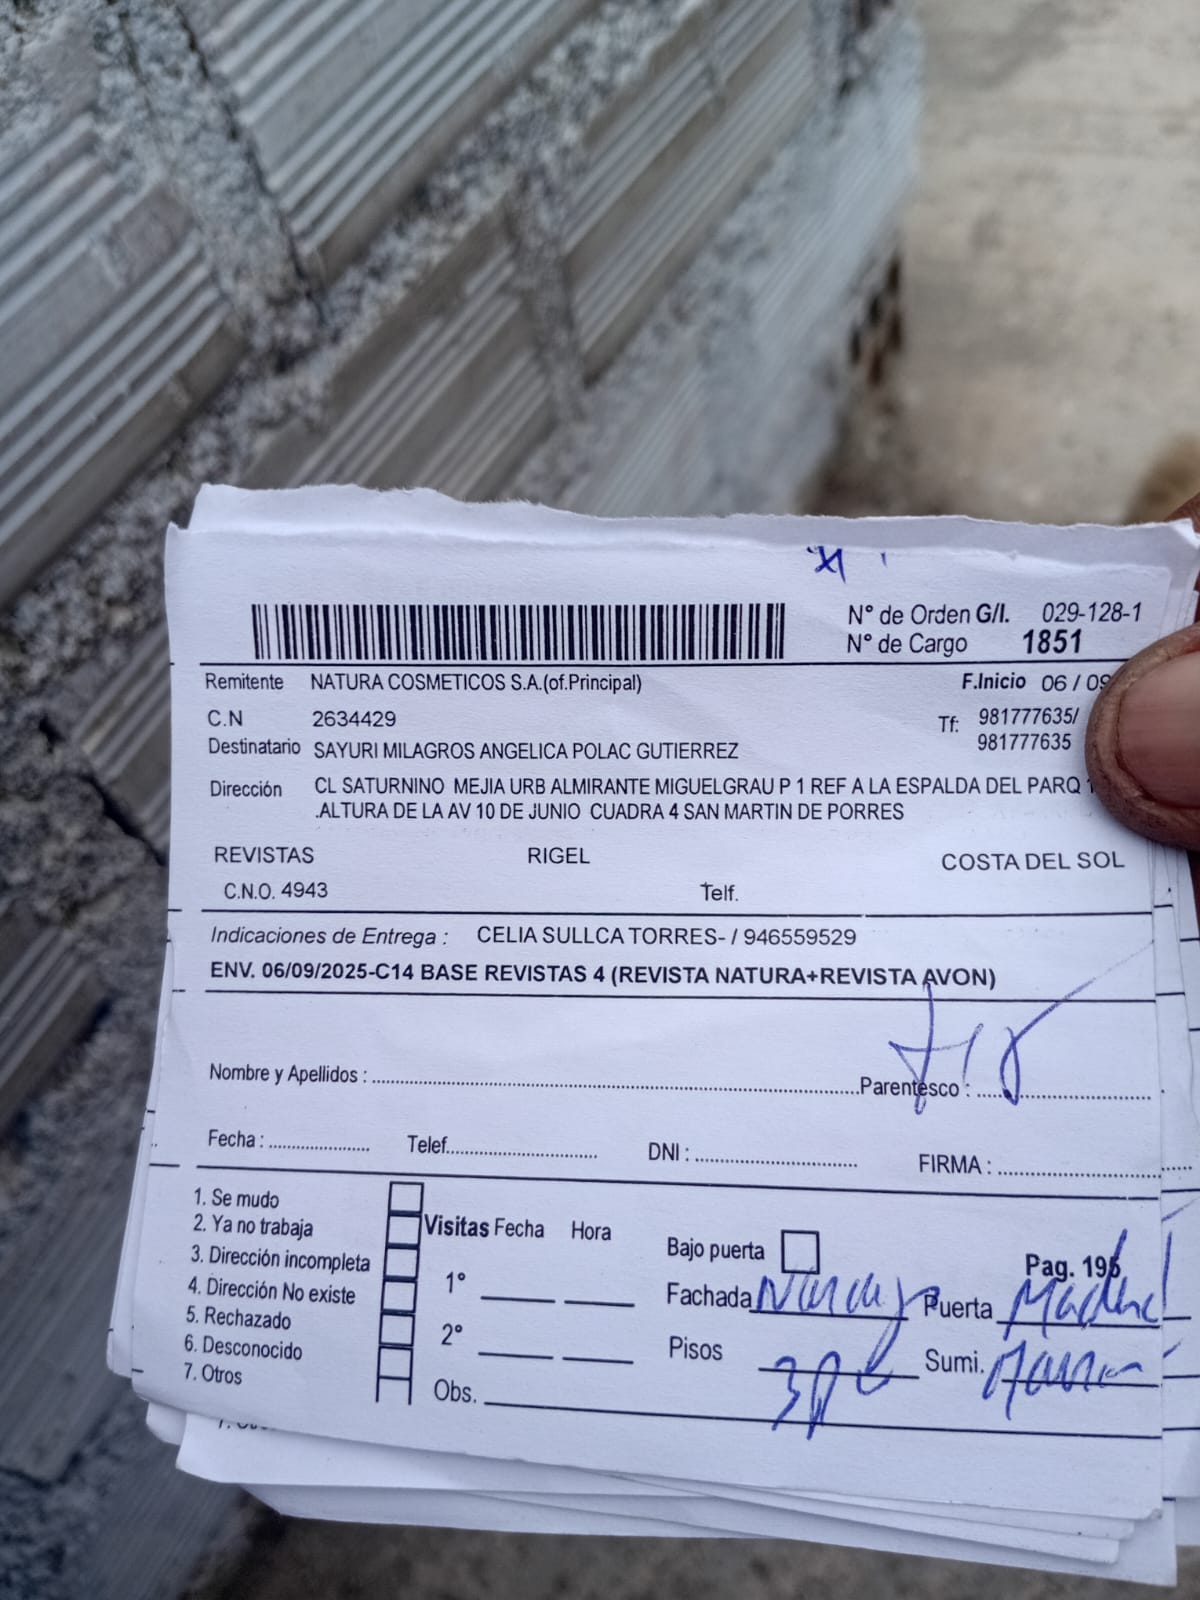 N° de Orden G/I. 029-128-1
N° de Cargo 1851
Remitente NATURA COSMETICOS S.A.(of.Principal)
F.Inicio 06 / 09
C.N 2634429
Tf: 981777635/
981777635
Destinatario SAYURI MILAGROS ANGELICA POLAC GUTIERREZ
Dirección CL SATURNINO MEJIA URB ALMIRANTE MIGUELGRAU P 1 REF A LA ESPALDA DEL PARQ
.ALTURA DE LA AV 10 DE JUNIO CUADRA 4 SAN MARTIN DE PORRES
REVISTAS RIGEL COSTA DEL SOL
C.N.O. 4943 Telf.
Indicaciones de Entrega : CELIA SULLCA TORRES- / 946559529
ENV. 06/09/2025-C14 BASE REVISTAS 4 (REVISTA NATURA+REVISTA AVON)
Nombre y Apellidos : Parentesco :
Fecha : Telef. DNI : FIRMA :
1. Se mudo
2. Ya no trabaja
3. Dirección incompleta
4. Dirección No existe
5. Rechazado
6. Desconocido
7. Otros
Visitas Fecha Hora
1°
2°
Obs.
Bajo puerta
Pag. 195
Fachada Puerta
Pisos 3P Sumi.